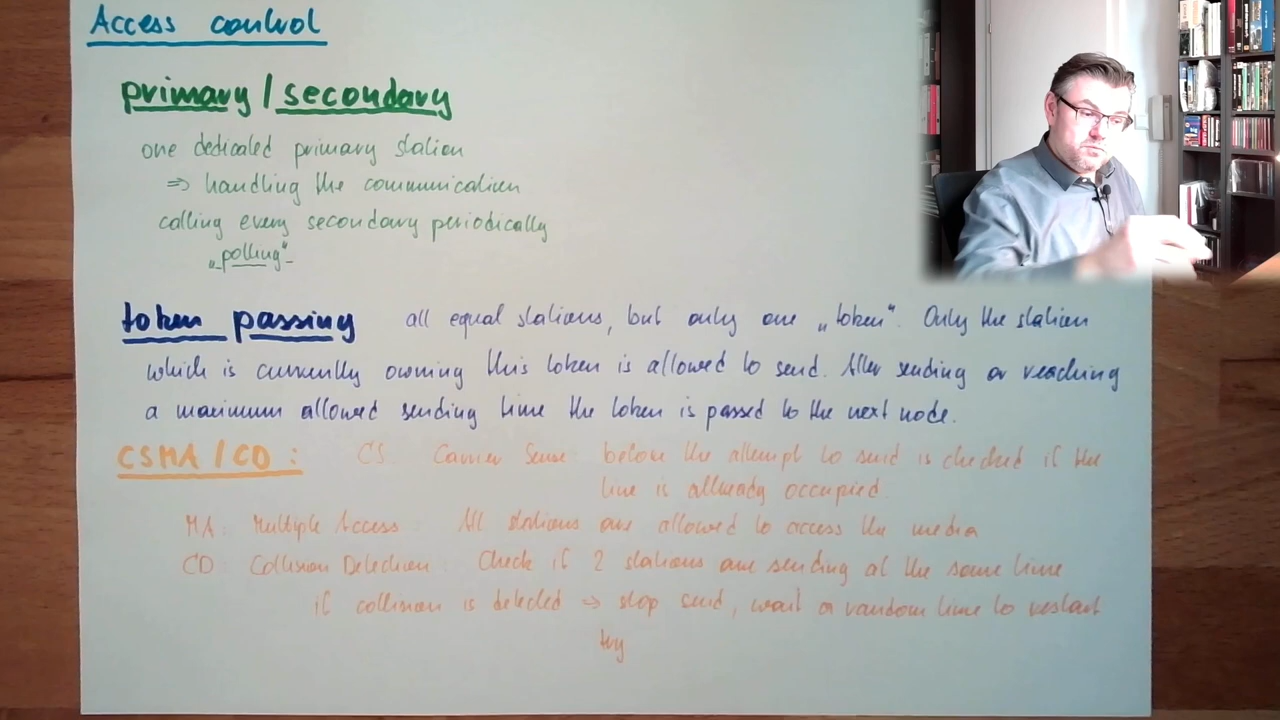 Access control
primary / secondary
one dedicated primary station
⇒ handling the communication
calling every secondary periodically
„polling"
token passing all equal stations, but only one „token". Only the station
which is currently owning this token is allowed to send. After sending or reaching
a maximum allowed sending time the token is passed to the next node.
CSMA / CD : CS: Carrier Sense: before the attempt to send is checked if the
line is allready occupied.
MA: Multiple Access: All stations are allowed to access the media
CD: Collision Detection: Check if 2 stations are sending at the same time
if collision is detected ⇒ stop send, wait a random time to restart
try